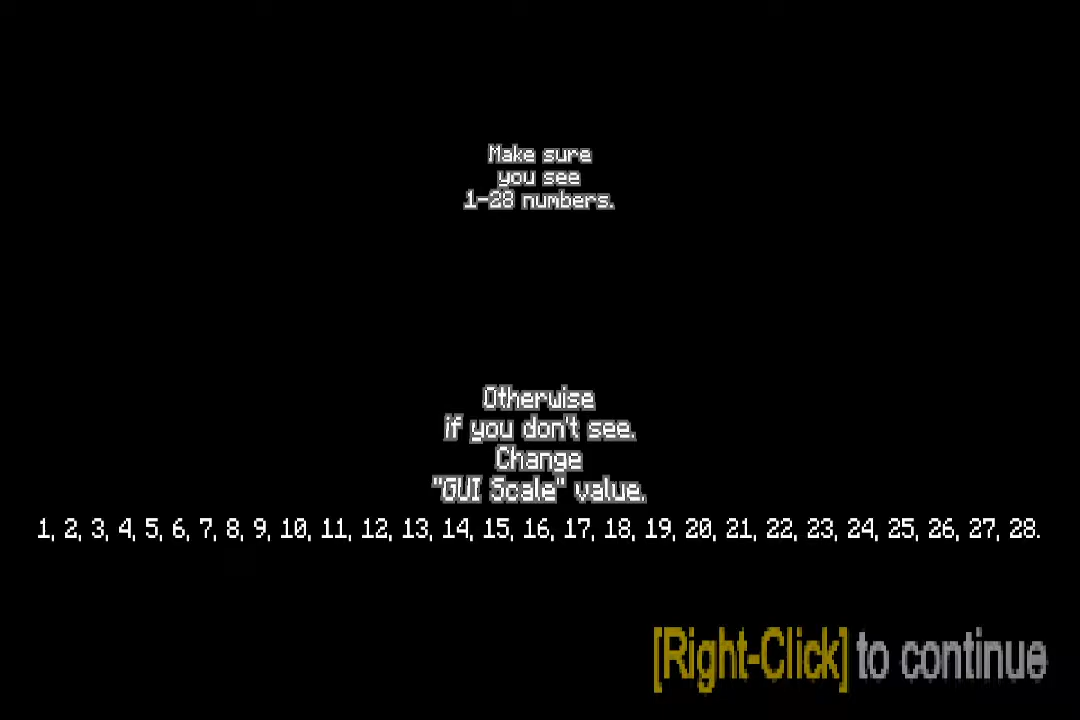 Make sure
you see
1-28 numbers.
Otherwise
if you don't see.
Change
"GUI Scale" value.
1, 2, 3, 4, 5, 6, 7, 8, 9, 10, 11, 12, 13, 14, 15, 16, 17, 18, 19, 20, 21, 22, 23, 24, 25, 26, 27, 28.
[Right-Click] to continue